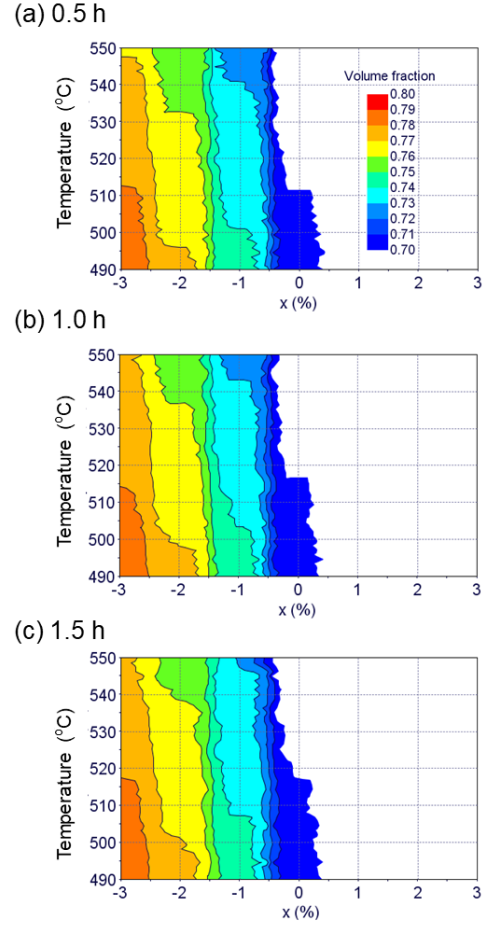 (a) 0.5 h
Temperature (°C)
550
540
530
520
510
500
490
-3 -2 -1 0 1 2 3
x (%)
Volume fraction
0.80
0.79
0.78
0.77
0.76
0.75
0.74
0.73
0.72
0.71
0.70
(b) 1.0 h
Temperature (°C)
550
540
530
520
510
500
490
-3 -2 -1 0 1 2 3
x (%)
(c) 1.5 h
Temperature (°C)
550
540
530
520
510
500
490
-3 -2 -1 0 1 2 3
x (%)